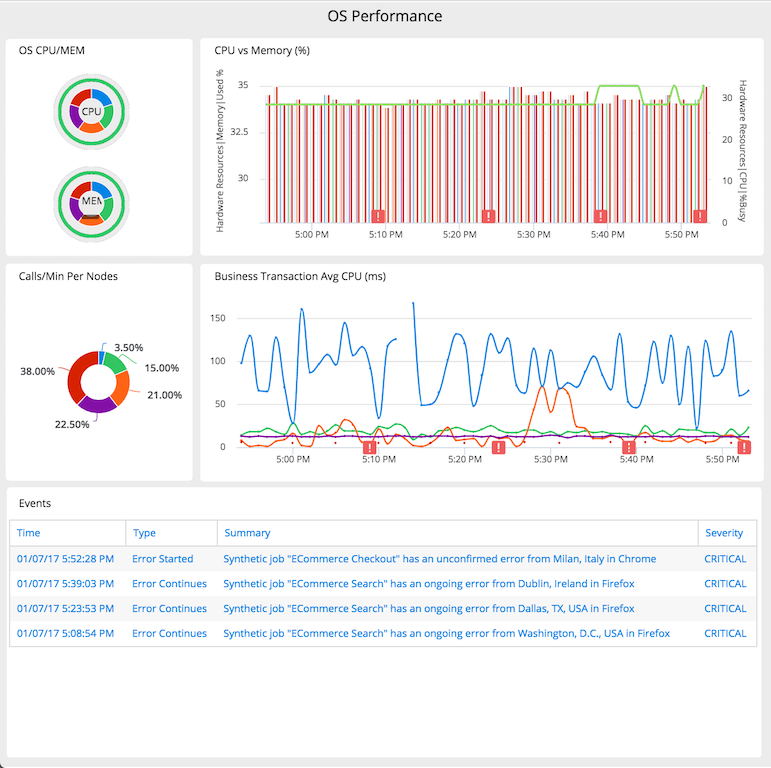 OS Performance
OS CPU/MEM
CPU
MEM
CPU vs Memory (%)
Hardware Resources|Memory|Used %
35
32.5
30
30
20
10
0
Hardware Resources|CPU|%Busy
5:00 PM 5:10 PM 5:20 PM 5:30 PM 5:40 PM 5:50 PM
Calls/Min Per Nodes
3.50%
15.00%
38.00%
21.00%
22.50%
Business Transaction Avg CPU (ms)
150
100
50
0
5:00 PM 5:10 PM 5:20 PM 5:30 PM 5:40 PM 5:50 PM
Events
Time Type Summary Severity
01/07/17 5:52:28 PM Error Started Synthetic job "ECommerce Checkout" has an unconfirmed error from Milan, Italy in Chrome CRITICAL
01/07/17 5:39:03 PM Error Continues Synthetic job "ECommerce Search" has an ongoing error from Dublin, Ireland in Firefox CRITICAL
01/07/17 5:23:53 PM Error Continues Synthetic job "ECommerce Search" has an ongoing error from Dallas, TX, USA in Firefox CRITICAL
01/07/17 5:08:54 PM Error Continues Synthetic job "ECommerce Search" has an ongoing error from Washington, D.C., USA in Firefox CRITICAL